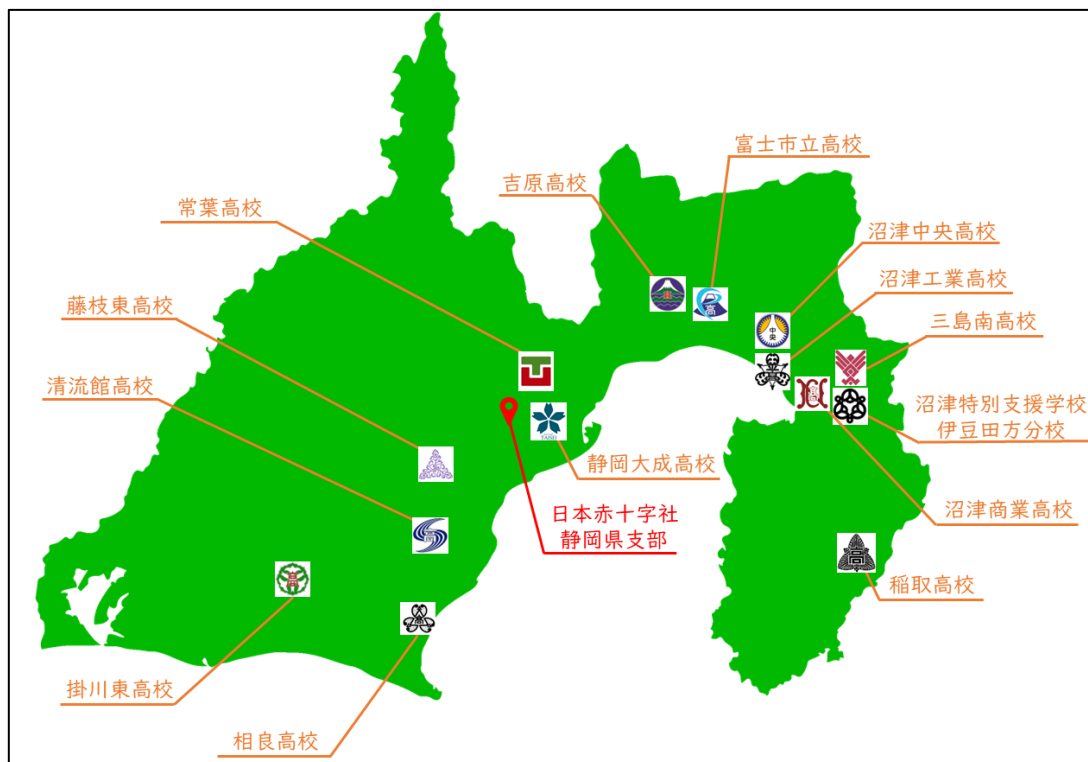 富士市立高校
吉原高校
常葉高校
沼津中央高校
沼津工業高校
藤枝東高校
三島南高校
清流館高校
沼津特別支援学校
伊豆田方分校
静岡大成高校
沼津商業高校
日本赤十字社
静岡県支部
稲取高校
掛川東高校
相良高校
中央
TAISEI
高